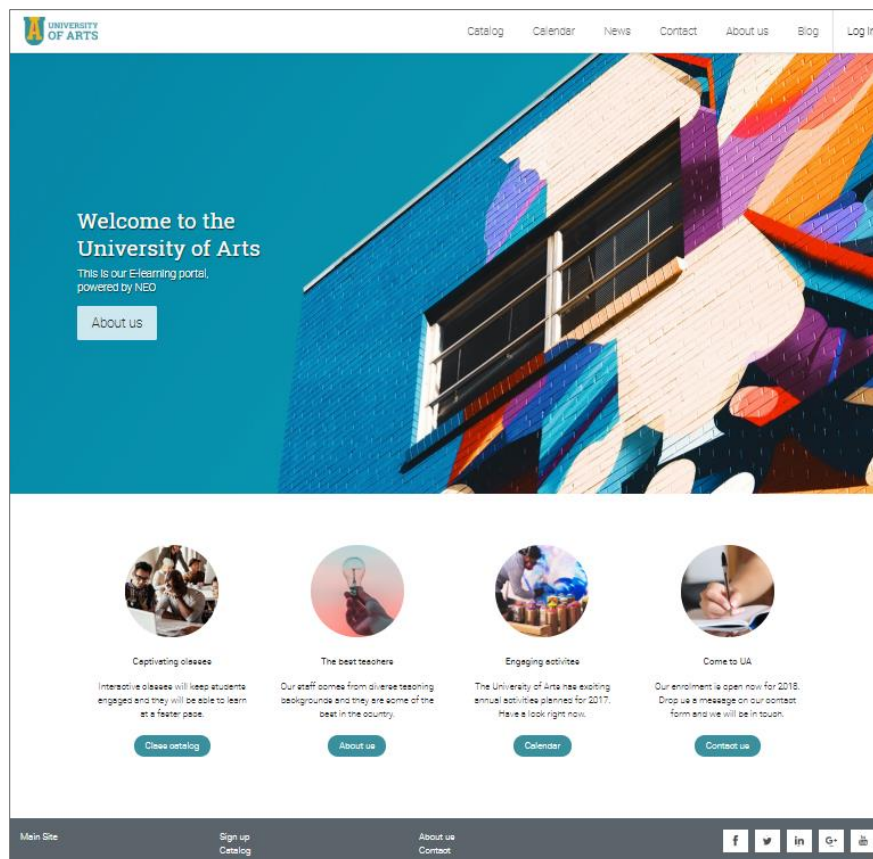 UNIVERSITY
OF ARTS
Catalog Calendar News Contact About us Blog Log In
Welcome to the
University of Arts
This is our E-learning portal,
powered by NEO
About us
Captivating classes
Interactive classes will keep students
engaged and they will be able to learn
at a faster pace.
Class catalog
The best teachers
Our staff comes from diverse teaching
backgrounds and they are some of the
best in the country.
About us
Engaging activites
The University of Arts has exciting
annual activities planned for 2017.
Have a look right now.
Calendar
Come to UA
Our enrolment is open now for 2018.
Drop us a message on our contact
form and we will be in touch.
Contact us
Main Site
Sign up
Catalog
About us
Contact